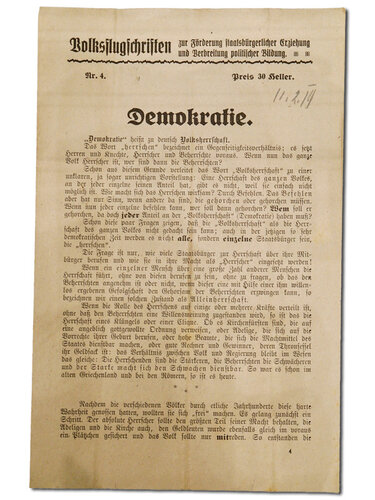 Volksflugschriften zur Förderung staatsbürgerlicher Erziehung
und Verbreitung politischer Bildung.
Nr. 4. Preis 30 Heller.
Demokratie.
„Demokratie“ heißt zu deutsch Volksherrschaft.
Das Wort „herrschen“ bezeichnet ein Gegenseitigkeitsverhältnis; es setzt
Herren und Knechte, Herrscher und Beherrschte voraus. Wenn nun das ganze
Volk Herrscher ist, wer sind dann die Beherrschten?
Schon aus diesem Grunde verleitet das Wort „Volksherrschaft“ zu einer
unklaren, ja sogar unrichtigen Vorstellung: Eine Herrschaft des ganzen Volkes,
an der jeder einzelne seinen Anteil hat, gibt es nicht, weil sie einfach nicht
möglich ist. Wie macht sich das Herrschen wirksam? Durch Befehlen. Das Befehlen
aber hat nur Sinn, wenn andere da sind, die gehorchen, oder gehorchen müssen.
Wenn nun jeder einzelne befehlen kann, wer soll dann gehorchen? Wem soll er
gehorchen, da doch jeder Anteil an der „Volksherrschaft“ (Demokratie) haben muß?
Schon diese paar Fragen zeigen, daß die „Volksherrschaft“ als die Herr-
schaft des ganzen Volkes nicht gedacht werden kann; auch in der jetzigen so sehr
demokratischen Zeit werden es nicht alle, sondern einzelne Staatsbürger sein,
die „herrschen“.
Die Frage ist nur, wie viele Staatsbürger zur Herrschaft über ihre Mit-
bürger berufen und wie sie in ihr Macht als „Herrscher“ eingesetzt werden!
Wenn ein einzelner Mensch über eine große Zahl anderer Menschen die
Herrschaft führt, ohne von diesen berufen zu sein, ohne zu fragen, ob das den
Beherrschten angenehm ist oder nicht, wenn dieser eine mit Hilfe einer ihm willen-
los ergebenen Gefolgschaft den Gehorsam der Beherrschten erzwingen kann, so
bezeichnen wir einen solchen Zustand als Alleinherrschaft.
Wenn die Rolle des Herrschers auf einige oder mehrere Kräfte verteilt ist,
ohne daß den Beherrschten eine Willensäußerung zugestanden wird, so ist das die
Herrschaft eines Klüngels oder einer Clique. Ob es Kirchenfürsten sind, die auf
eine angeblich gottgewollte Ordnung verweisen, oder Adelige, die sich auf die
Vorrechte ihrer Geburt berufen, oder hohe Beamte, die sich die Machtmittel des
Staates dienstbar machen, oder gute Rechner und Gewinner, deren Thronsessel
ihr Geldsack ist: das Verhältnis zwischen Volk und Regierung bleibt im Wesen
das gleiche: Die Herrschenden sind die Stärkeren, die Beherrschten die Schwächeren
und der Starke macht sich den Schwachen dienstbar. So war es schon im
alten Griechenland und bei den Römern, so ist es heute.
* * *
Nachdem die verschiedenen Völker durch etliche Jahrhunderte diese harte
Wahrheit genossen hatten, wollten sie sich „frei“ machen. Es gelang zunächst ein
Schritt. Der absolute Herrscher sollte den größten Teil seiner Macht behalten, die
Adeligen und die Kirche auch, den Geldleuten wurde ebenfalls gleich im voraus
ein Plätzchen gesichert und das Volk sollte nur mitreden. So entstanden die
4